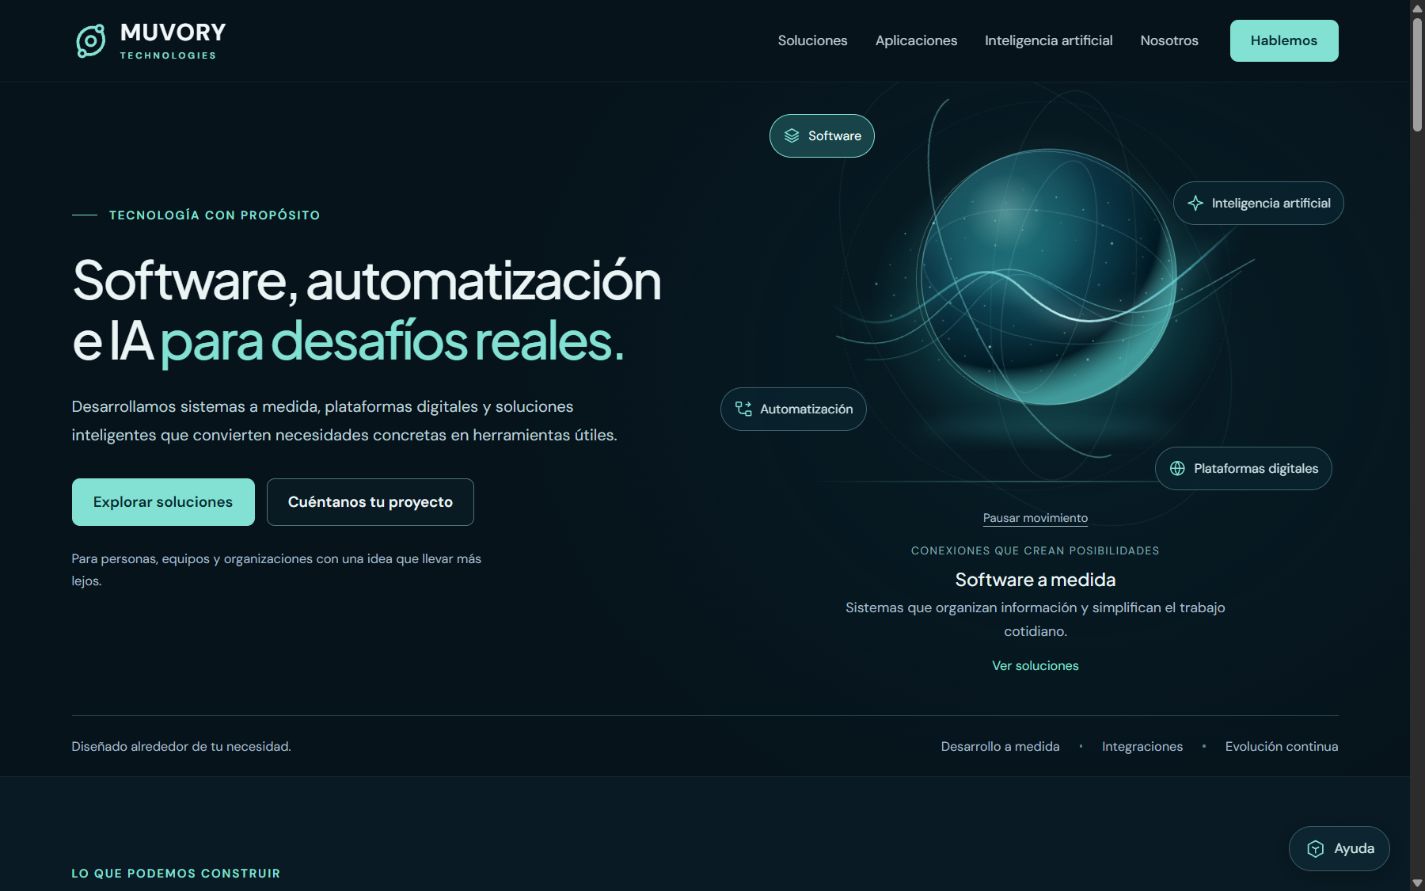 MUVORY
TECHNOLOGIES
Soluciones
Aplicaciones
Inteligencia artificial
Nosotros
Hablemos
TECNOLOGÍA CON PROPÓSITO
Software, automatización
e IA para desafíos reales.
Desarrollamos sistemas a medida, plataformas digitales y soluciones
inteligentes que convierten necesidades concretas en herramientas útiles.
Explorar soluciones
Cuéntanos tu proyecto
Para personas, equipos y organizaciones con una idea que llevar más
lejos.
Software
Inteligencia artificial
Automatización
Plataformas digitales
Pausar movimiento
CONEXIONES QUE CREAN POSIBILIDADES
Software a medida
Sistemas que organizan información y simplifican el trabajo
cotidiano.
Ver soluciones
Diseñado alrededor de tu necesidad.
Desarrollo a medida • Integraciones • Evolución continua
LO QUE PODEMOS CONSTRUIR
Ayuda